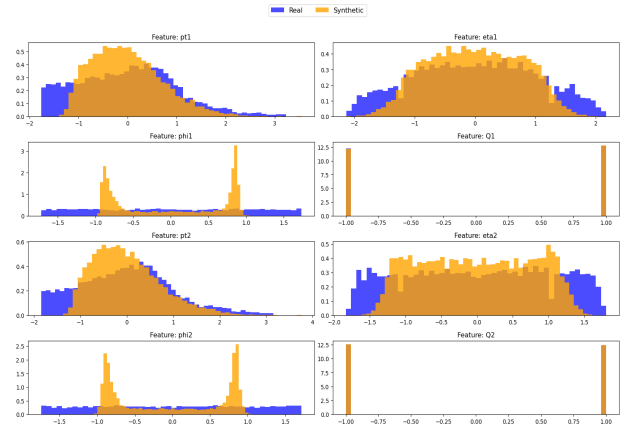 Real Synthetic
Feature: pt1
0.5
0.4
0.3
0.2
0.1
0.0
−2 −1 0 1 2 3
Feature: eta1
0.4
0.3
0.2
0.1
0.0
−2 −1 0 1 2
Feature: phi1
3
2
1
0
−1.5 −1.0 −0.5 0.0 0.5 1.0 1.5
Feature: Q1
12.5
10.0
7.5
5.0
2.5
0.0
−1.00 −0.75 −0.50 −0.25 0.00 0.25 0.50 0.75 1.00
Feature: pt2
0.6
0.4
0.2
0.0
−2 −1 0 1 2 3 4
Feature: eta2
0.5
0.4
0.3
0.2
0.1
0.0
−2.0 −1.5 −1.0 −0.5 0.0 0.5 1.0 1.5
Feature: phi2
2.5
2.0
1.5
1.0
0.5
0.0
−1.5 −1.0 −0.5 0.0 0.5 1.0 1.5
Feature: Q2
12.5
10.0
7.5
5.0
2.5
0.0
−1.00 −0.75 −0.50 −0.25 0.00 0.25 0.50 0.75 1.00